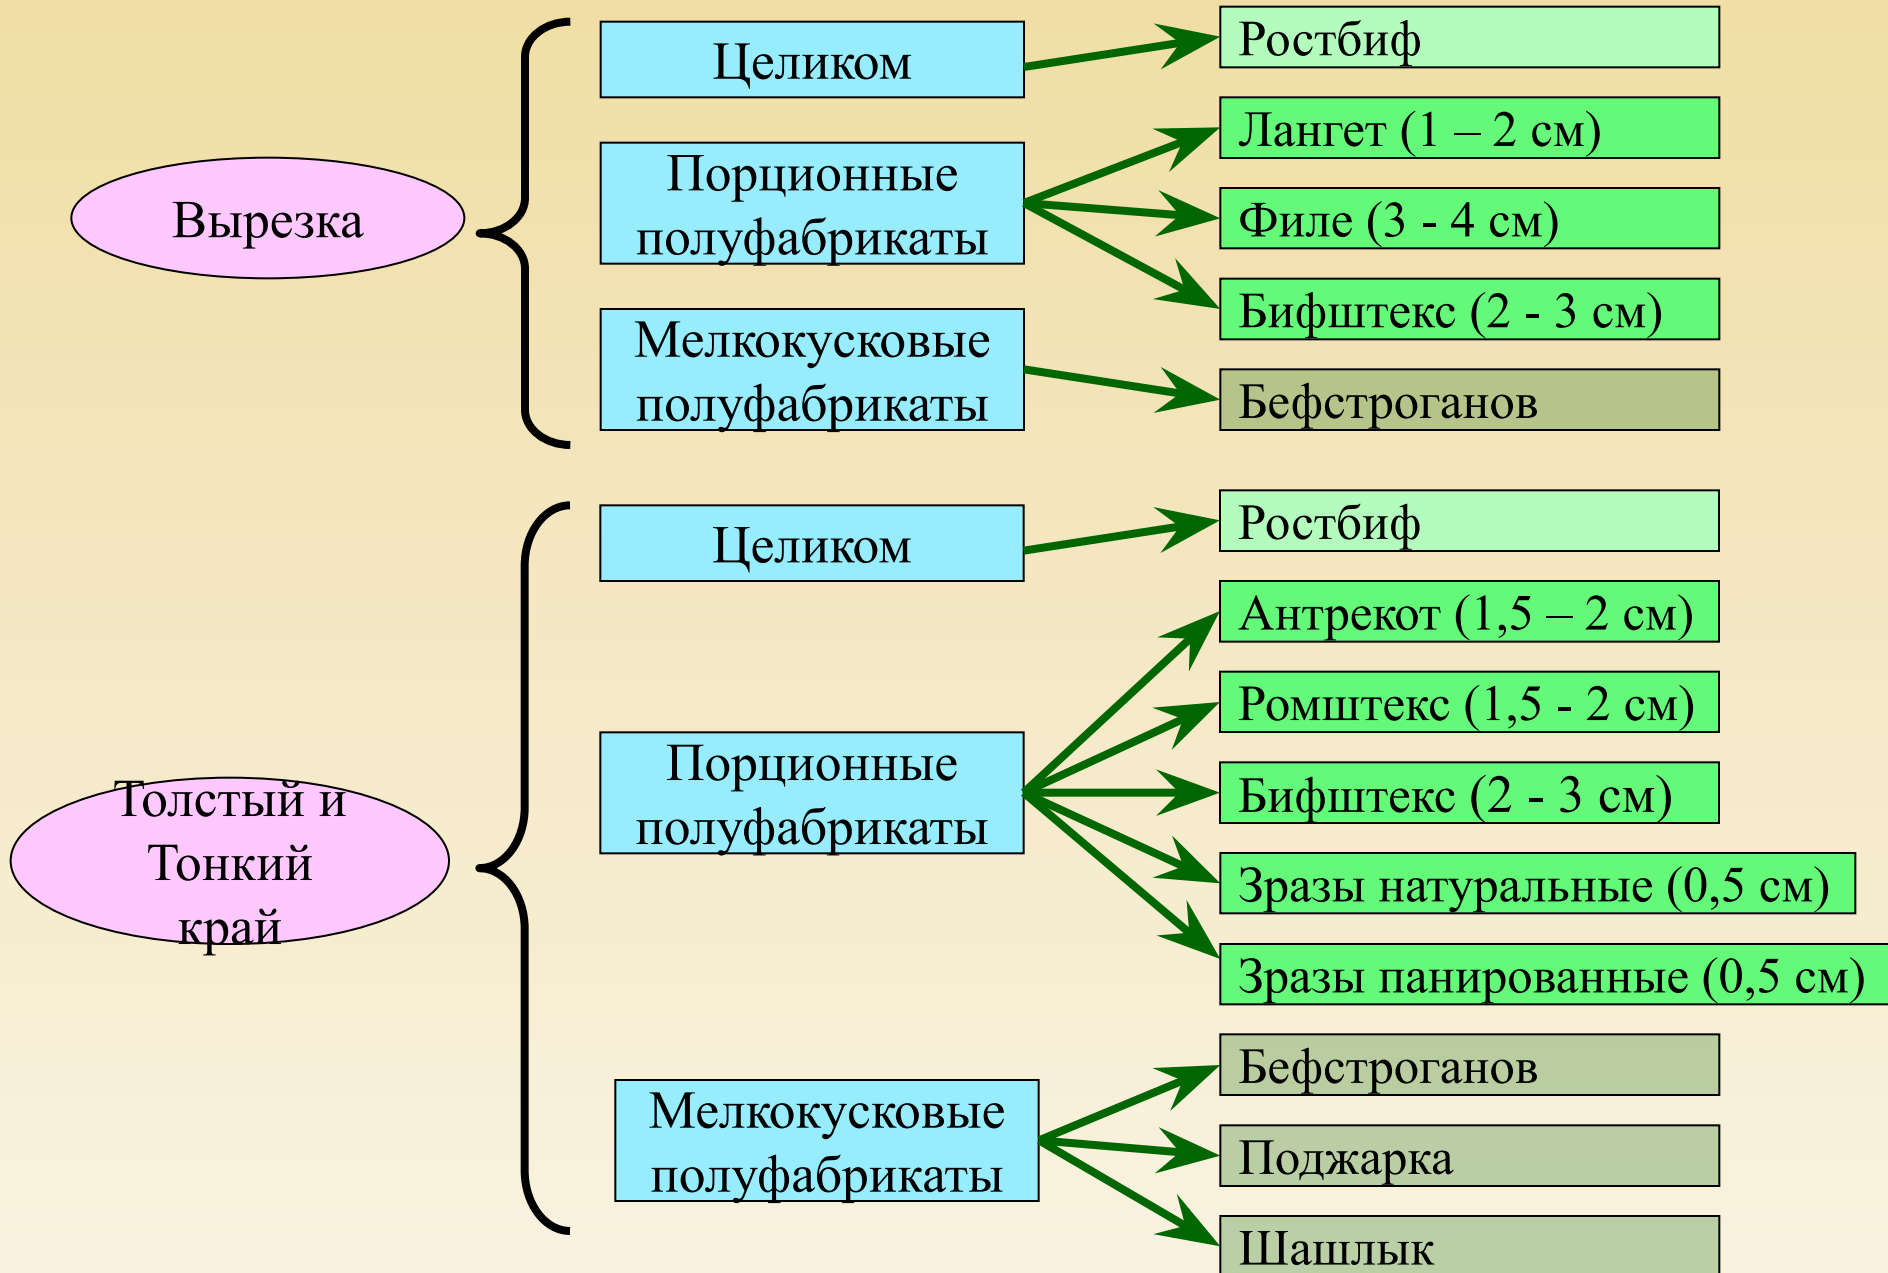 Вырезка
Целиком
Ростбиф
Порционные
полуфабрикаты
Лангет (1 – 2 см)
Филе (3 - 4 см)
Бифштекс (2 - 3 см)
Мелкокусковые
полуфабрикаты
Бефстроганов
Толстый и
Тонкий
край
Целиком
Ростбиф
Порционные
полуфабрикаты
Антрекот (1,5 – 2 см)
Ромштекс (1,5 - 2 см)
Бифштекс (2 - 3 см)
Зразы натуральные (0,5 см)
Зразы панированные (0,5 см)
Мелкокусковые
полуфабрикаты
Бефстроганов
Поджарка
Шашлык